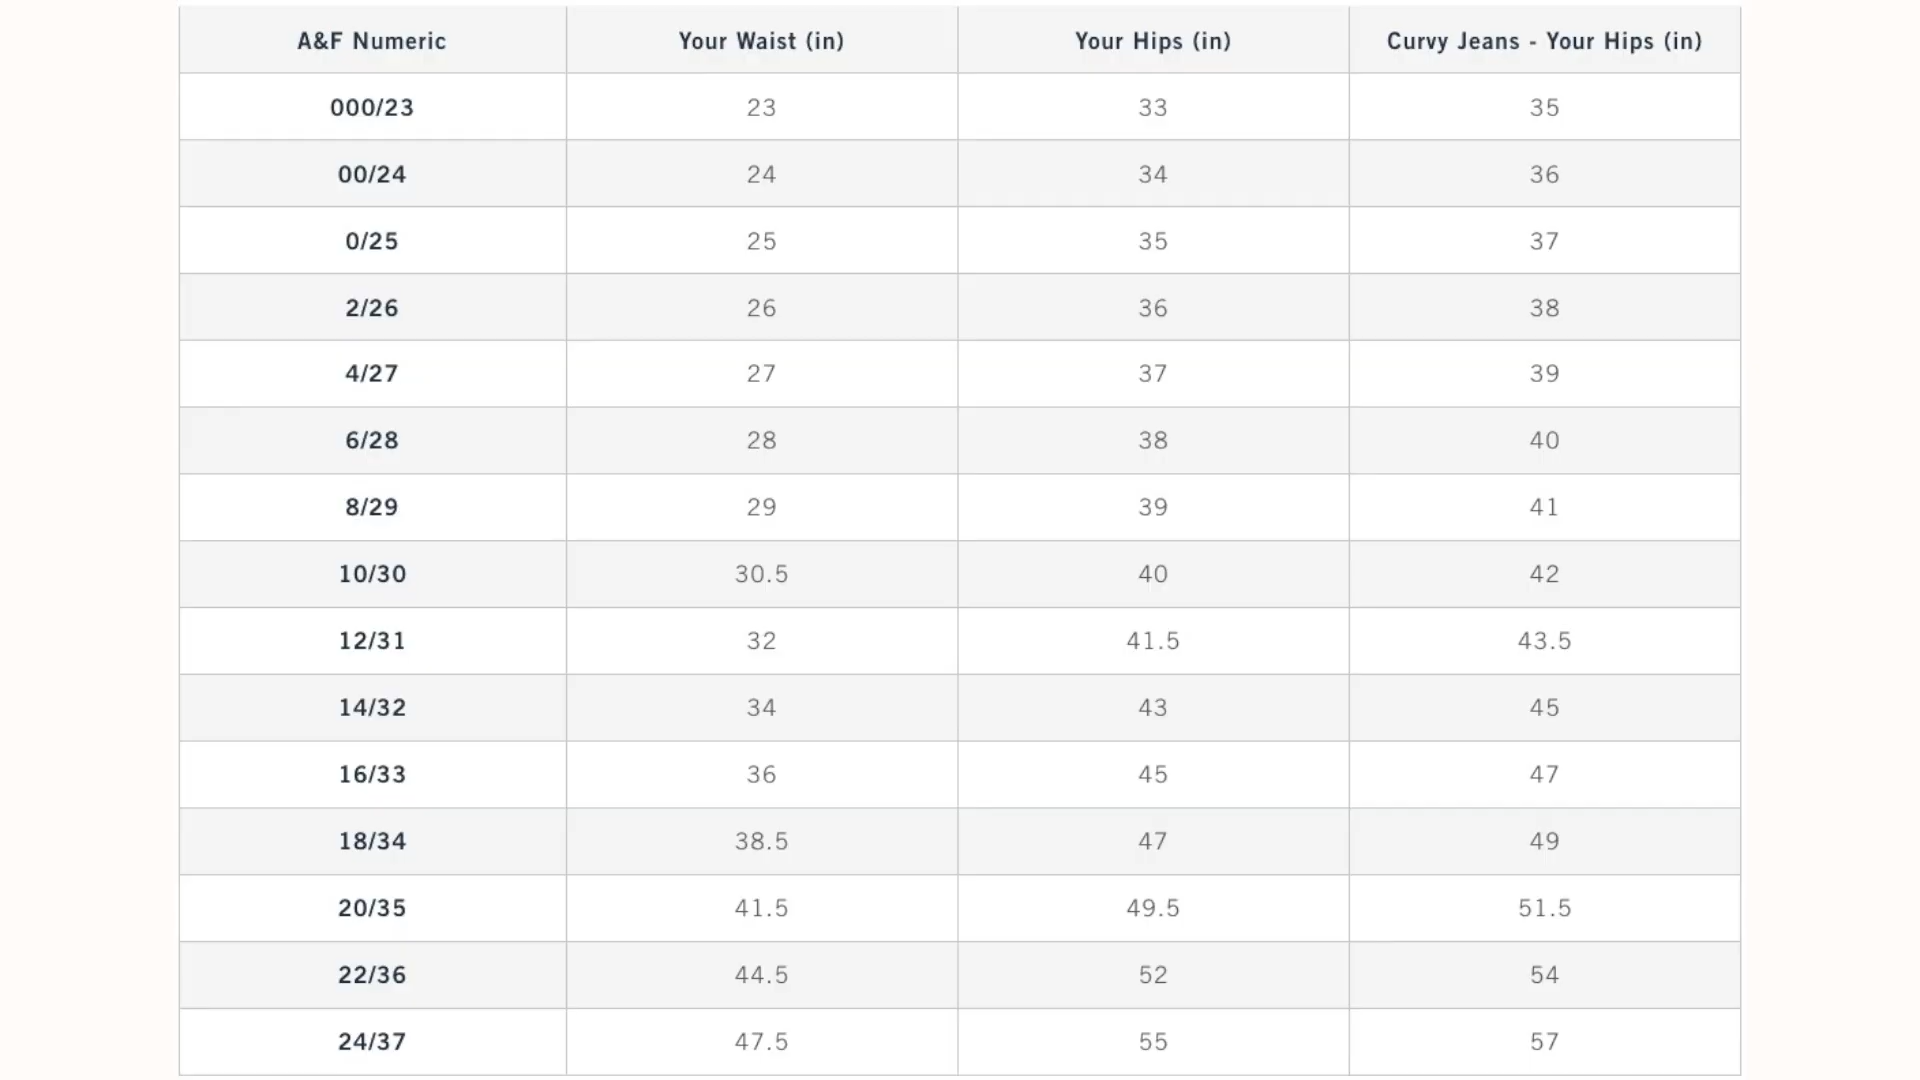 A&F Numeric Your Waist (in) Your Hips (in) Curvy Jeans - Your Hips (in)
000/23 23 33 35
00/24 24 34 36
0/25 25 35 37
2/26 26 36 38
4/27 27 37 39
6/28 28 38 40
8/29 29 39 41
10/30 30.5 40 42
12/31 32 41.5 43.5
14/32 34 43 45
16/33 36 45 47
18/34 38.5 47 49
20/35 41.5 49.5 51.5
22/36 44.5 52 54
24/37 47.5 55 57